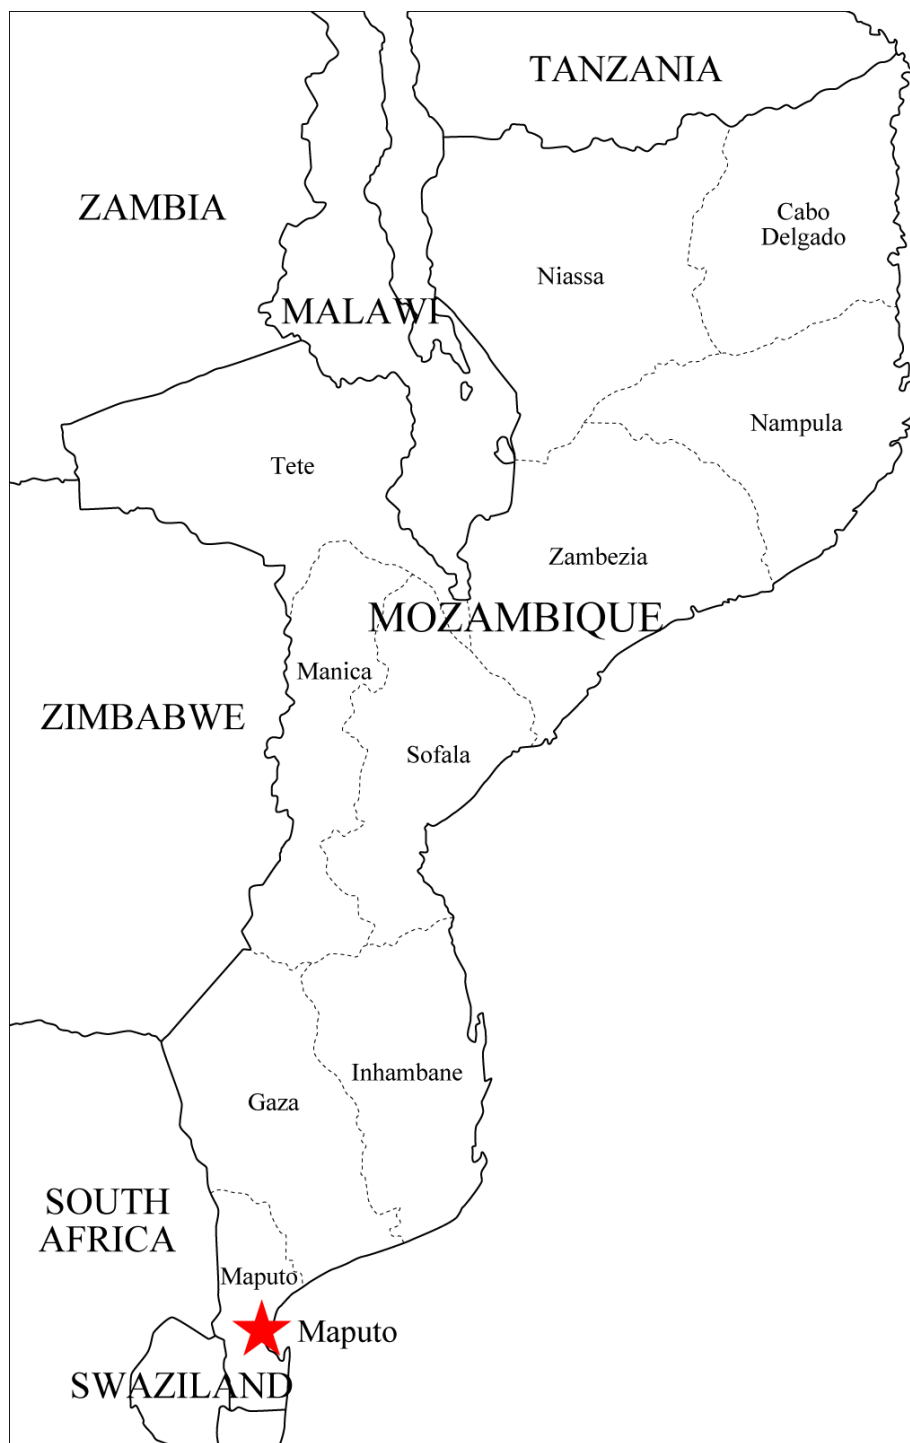 TANZANIA
ZAMBIA
Cabo
Delgado
Niassa
MALAWI
Nampula
Tete
Zambezia
MOZAMBIQUE
Manica
ZIMBABWE
Sofala
Inhambane
Gaza
SOUTH
AFRICA
Maputo
Maputo
SWAZILAND